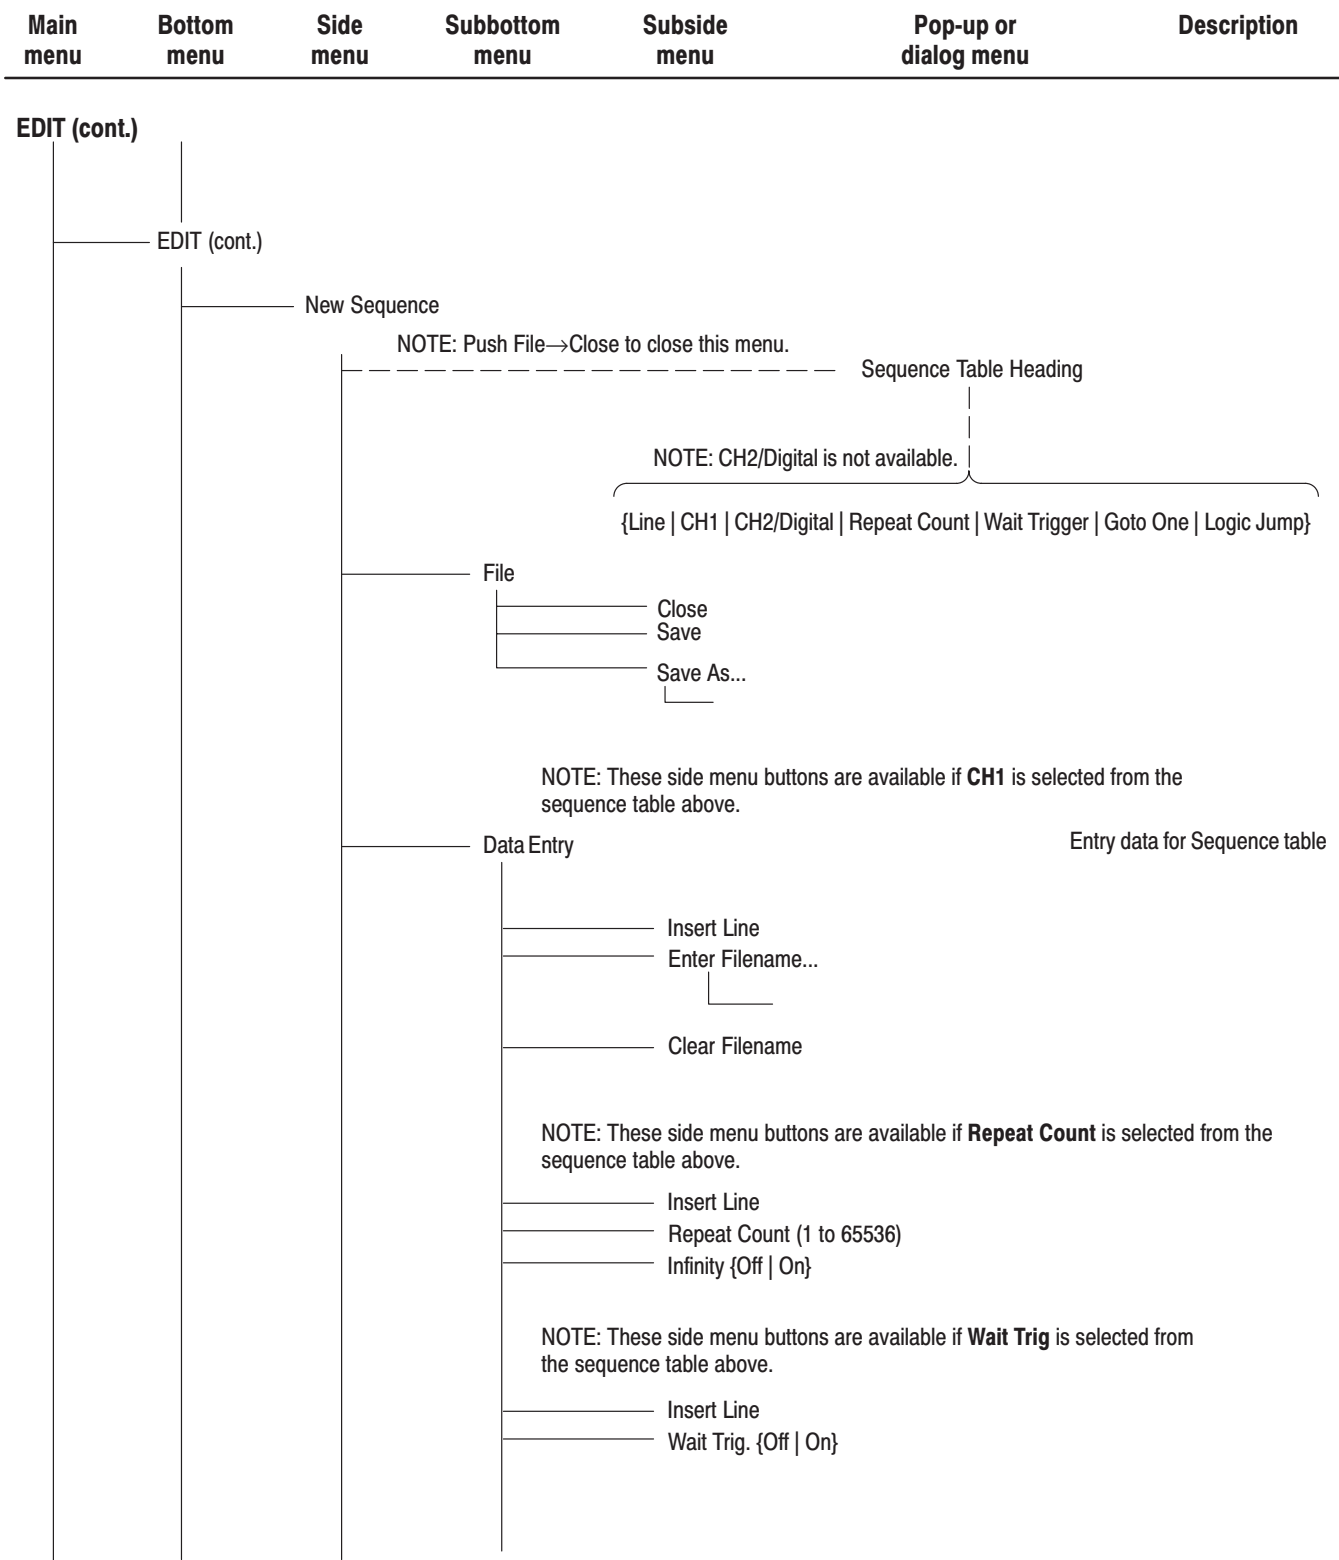 Main menu
Bottom menu
Side menu
Subbottom menu
Subside menu
Pop-up or dialog menu
Description
EDIT (cont.)
EDIT (cont.)
New Sequence
NOTE: Push File→Close to close this menu.
Sequence Table Heading
NOTE: CH2/Digital is not available.
{Line | CH1 | CH2/Digital | Repeat Count | Wait Trigger | Goto One | Logic Jump}
File
Close
Save
Save As...
NOTE: These side menu buttons are available if CH1 is selected from the
sequence table above.
Data Entry
Entry data for Sequence table
Insert Line
Enter Filename...
Clear Filename
NOTE: These side menu buttons are available if Repeat Count is selected from the
sequence table above.
Insert Line
Repeat Count (1 to 65536)
Infinity {Off | On}
NOTE: These side menu buttons are available if Wait Trig is selected from
the sequence table above.
Insert Line
Wait Trig. {Off | On}